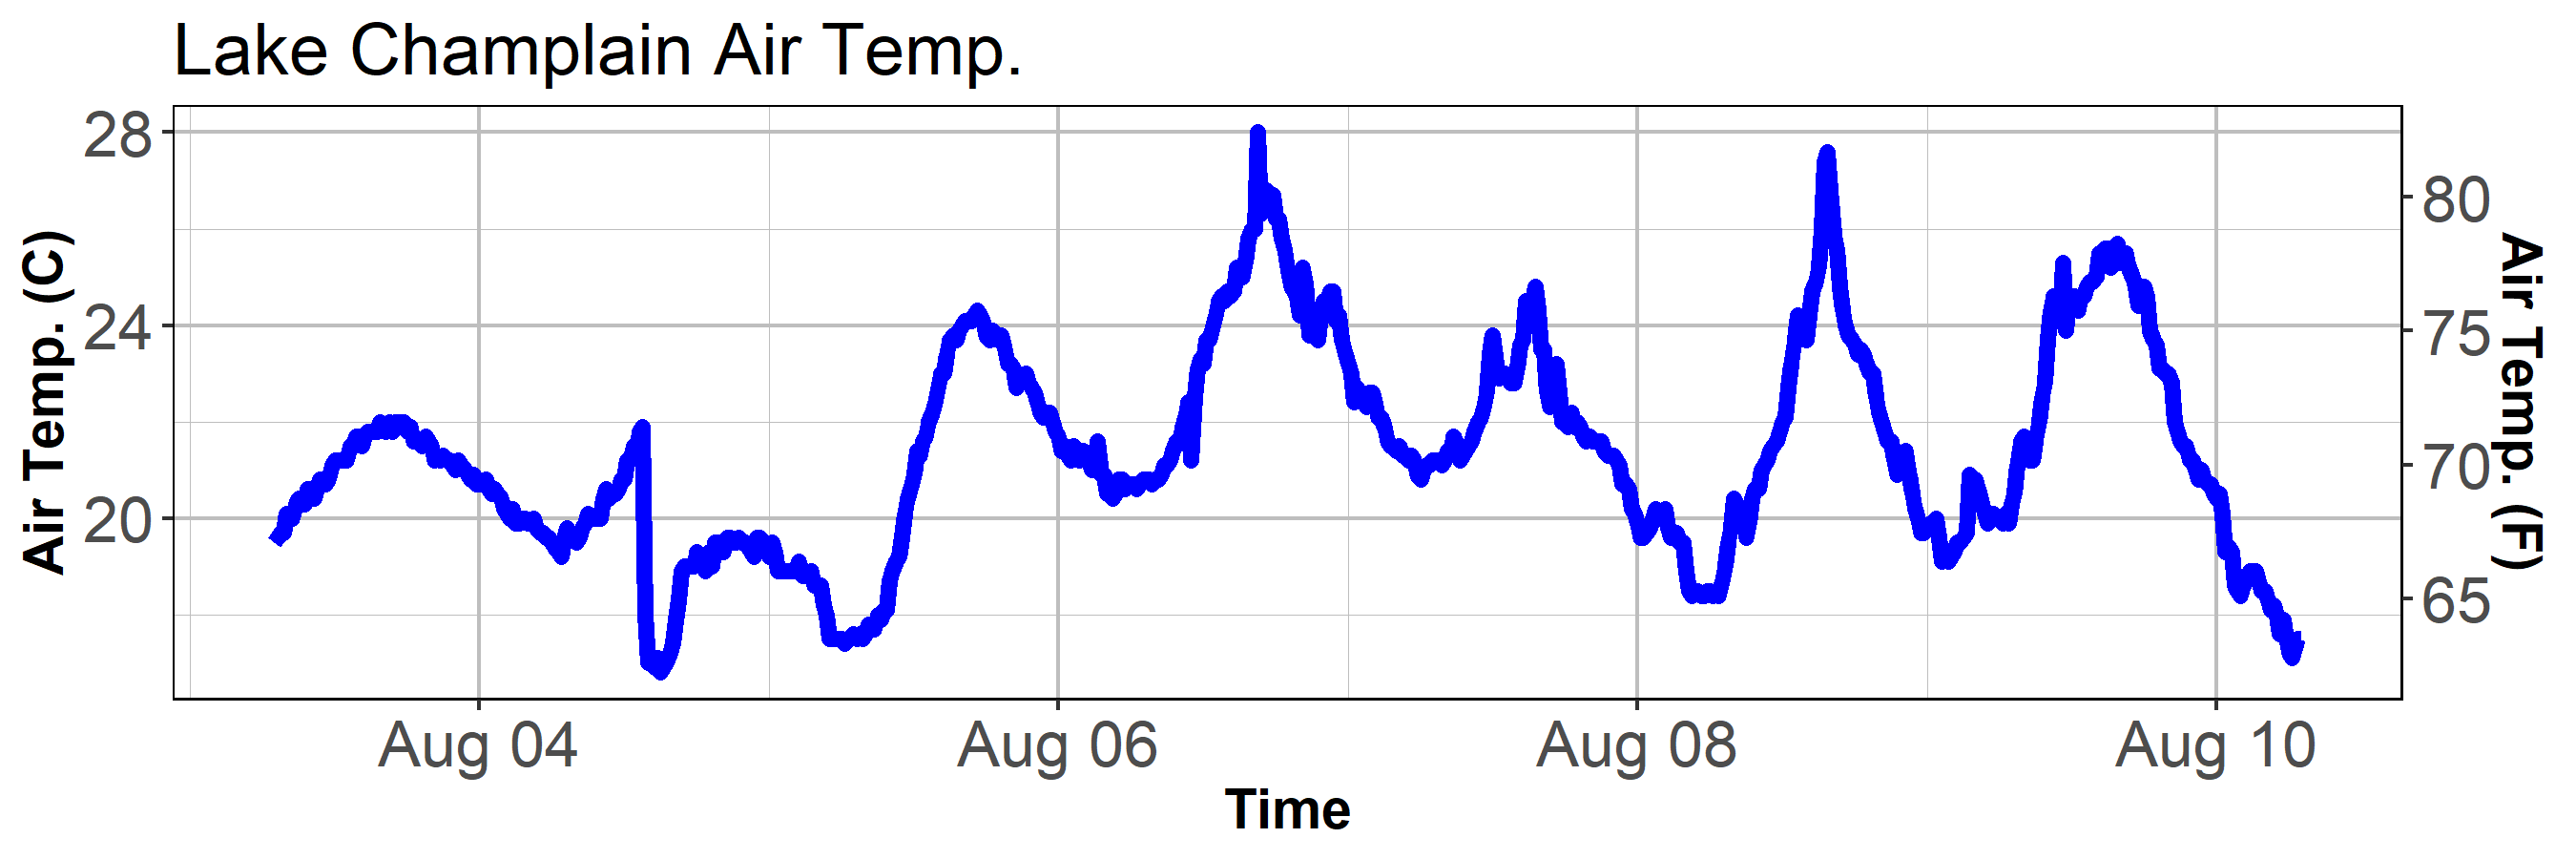 Lake Champlain Air Temp.
28
24
20
Air Temp. (C)
80
75
70
65
Air Temp. (F)
Aug 04
Aug 06
Aug 08
Aug 10
Time